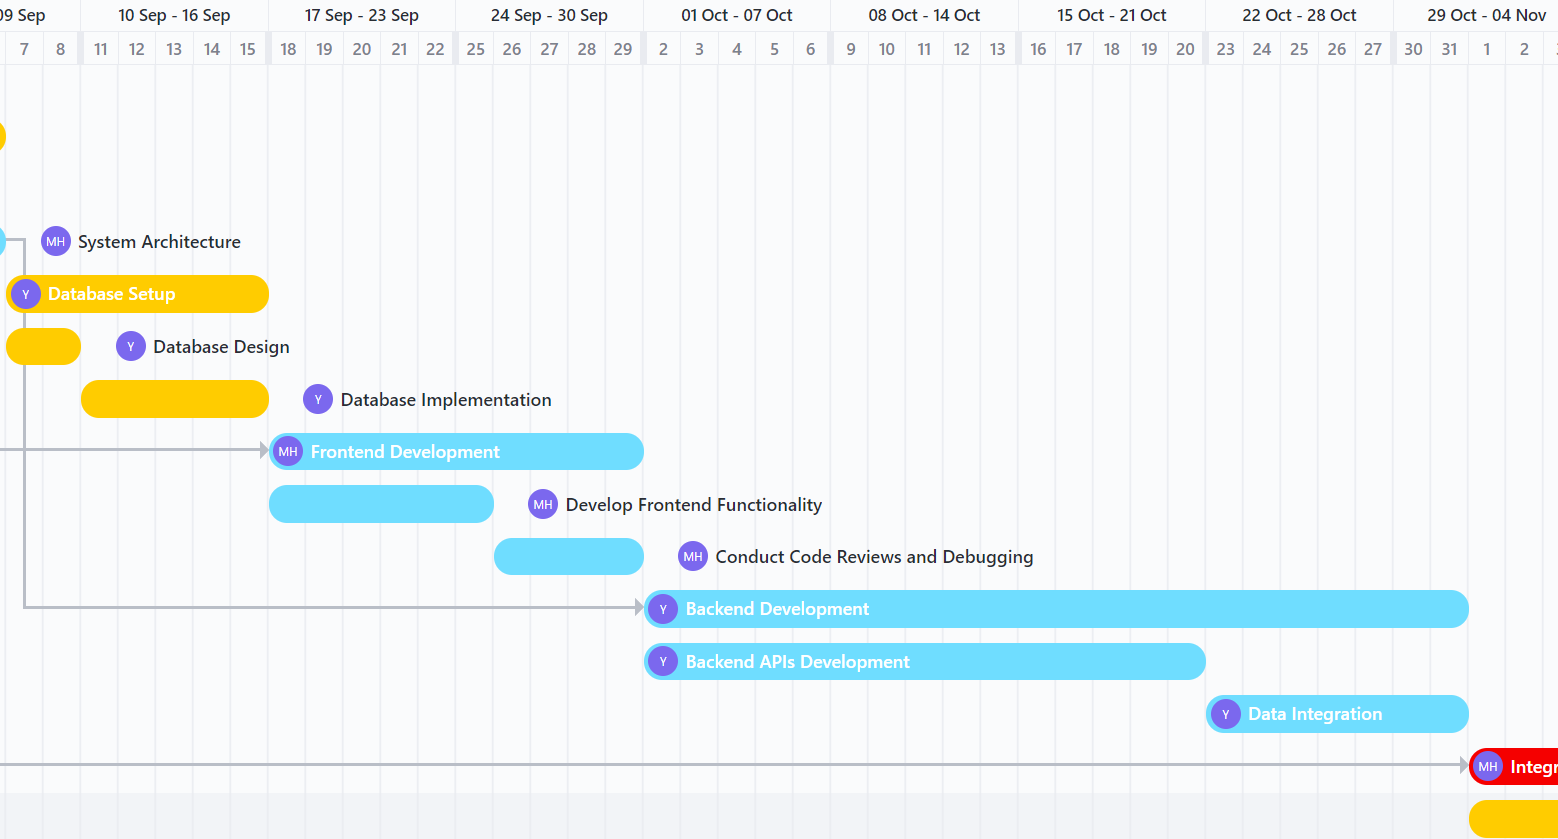 09 Sep 10 Sep - 16 Sep 17 Sep - 23 Sep 24 Sep - 30 Sep 01 Oct - 07 Oct 08 Oct - 14 Oct 15 Oct - 21 Oct 22 Oct - 28 Oct 29 Oct - 04 Nov
7 8 11 12 13 14 15 18 19 20 21 22 25 26 27 28 29 2 3 4 5 6 9 10 11 12 13 16 17 18 19 20 23 24 25 26 27 30 31 1 2
MH System Architecture
Y Database Setup
Y Database Design
Y Database Implementation
MH Frontend Development
MH Develop Frontend Functionality
MH Conduct Code Reviews and Debugging
Y Backend Development
Y Backend APIs Development
Y Data Integration
MH Integr